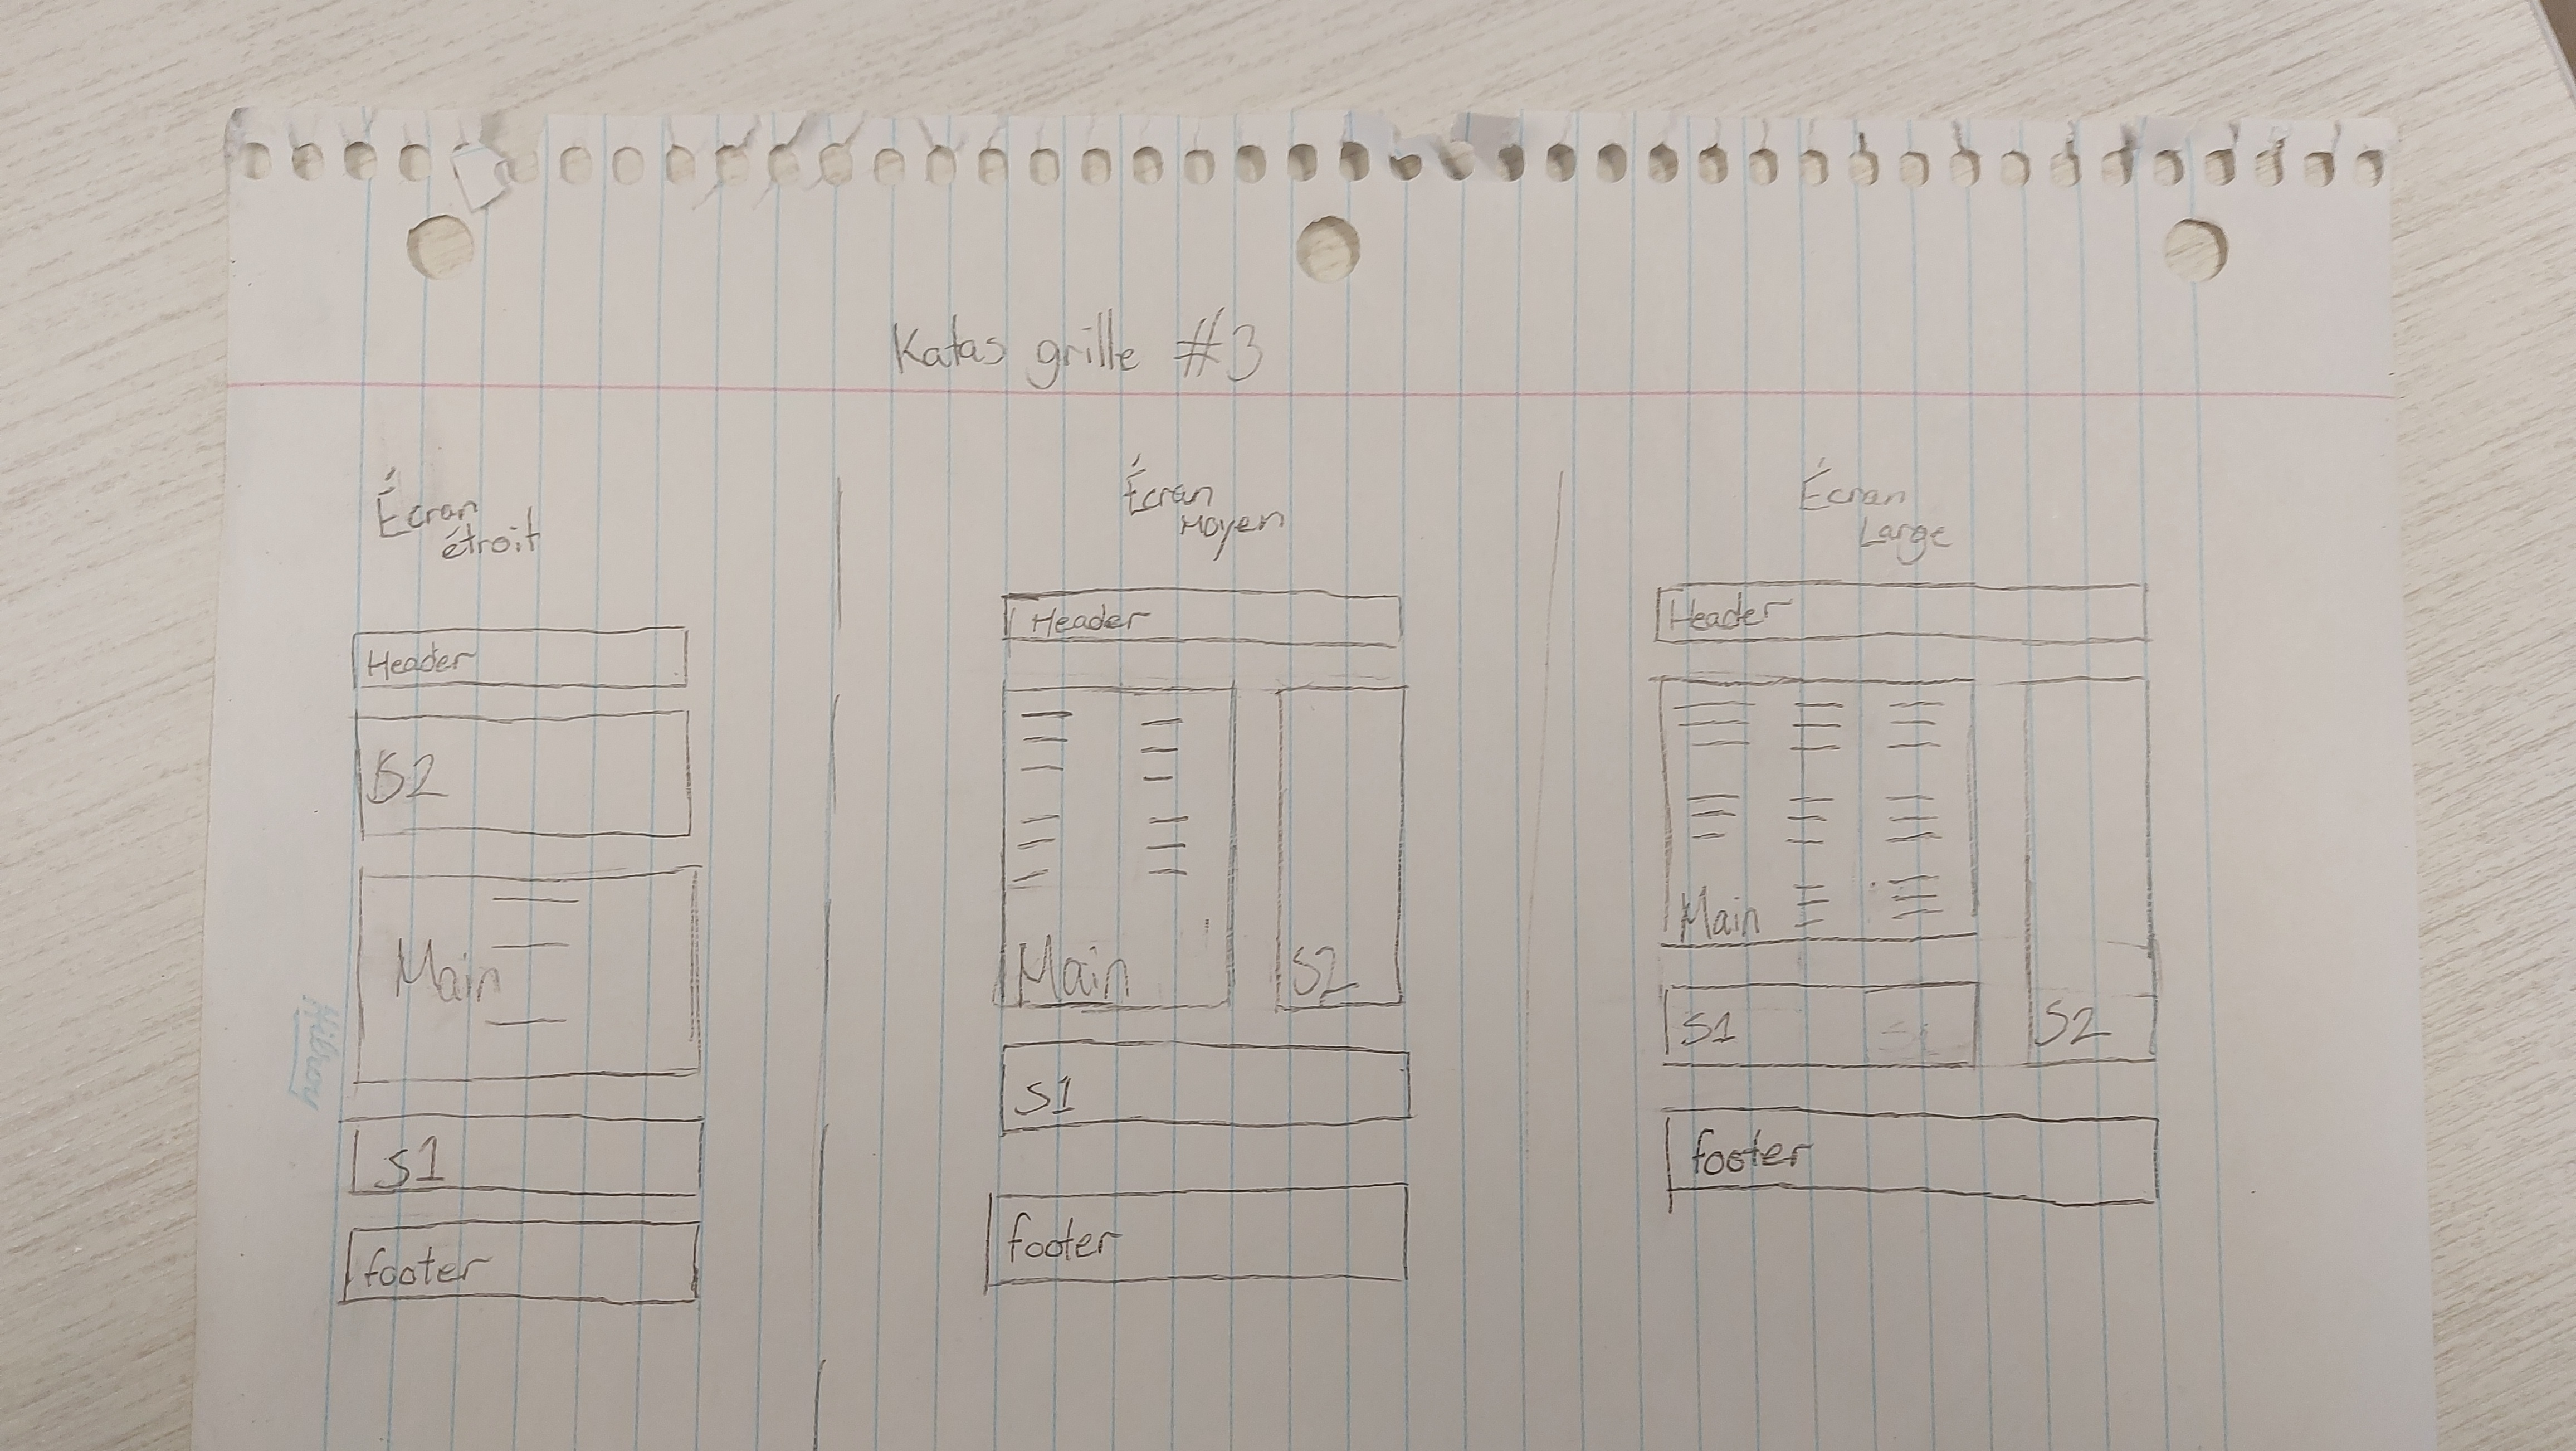 Katas grille #3
Écran
étroit
Header
S2
Main
S1
footer
Écran
Moyen
Header
Main
S2
S1
footer
Écran
Large
Header
Main
S1
S2
footer
Hilroy